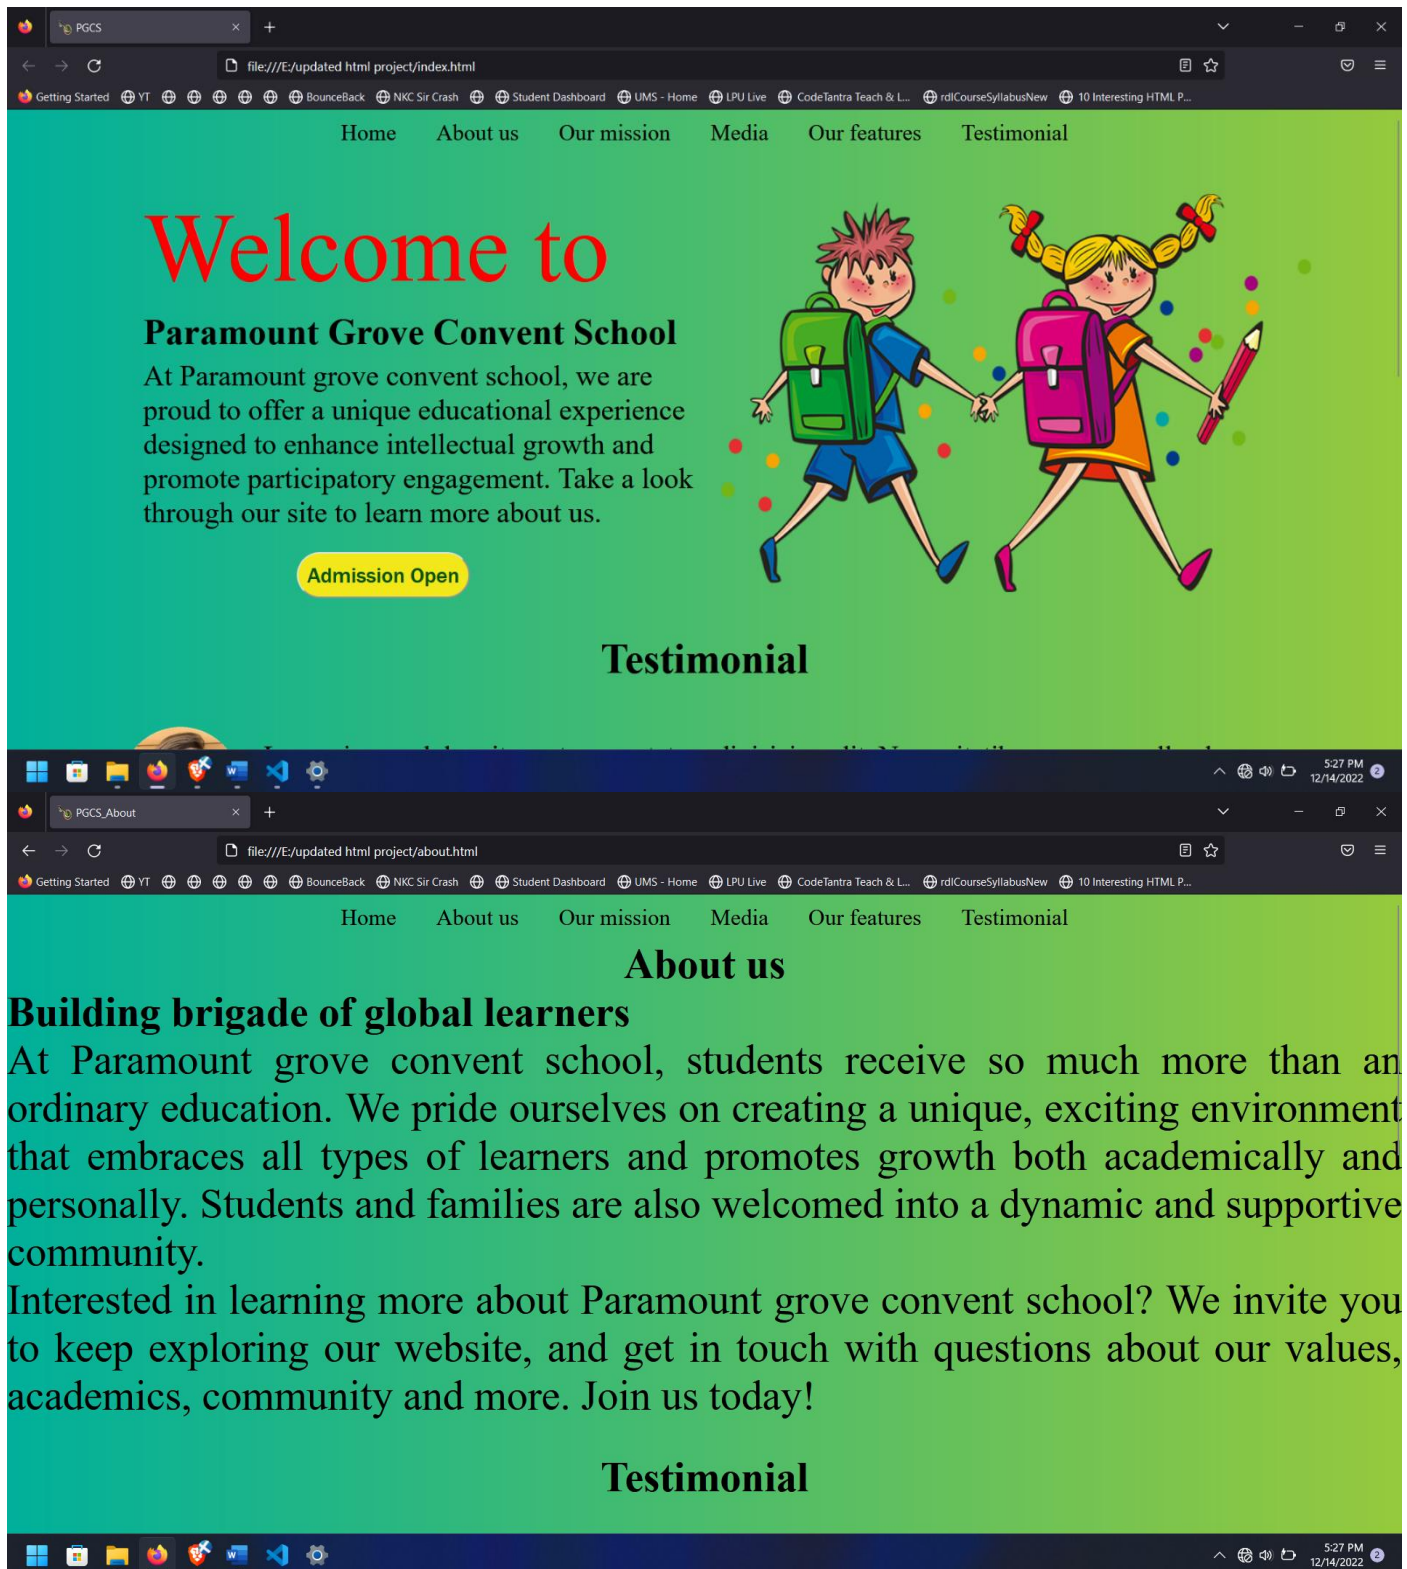 PGCS
file:///E:/updated html project/index.html
Getting Started YT BounceBack NKC Sir Crash Student Dashboard UMS - Home LPU Live CodeTantra Teach & L... rdlCourseSyllabusNew 10 Interesting HTML P...
Home About us Our mission Media Our features Testimonial
Welcome to
Paramount Grove Convent School
At Paramount grove convent school, we are
proud to offer a unique educational experience
designed to enhance intellectual growth and
promote participatory engagement. Take a look
through our site to learn more about us.
Admission Open
Testimonial
5:27 PM
12/14/2022
2
PGCS_About
file:///E:/updated html project/about.html
Getting Started YT BounceBack NKC Sir Crash Student Dashboard UMS - Home LPU Live CodeTantra Teach & L... rdlCourseSyllabusNew 10 Interesting HTML P...
Home About us Our mission Media Our features Testimonial
About us
Building brigade of global learners
At Paramount grove convent school, students receive so much more than an
ordinary education. We pride ourselves on creating a unique, exciting environment
that embraces all types of learners and promotes growth both academically and
personally. Students and families are also welcomed into a dynamic and supportive
community.
Interested in learning more about Paramount grove convent school? We invite you
to keep exploring our website, and get in touch with questions about our values,
academics, community and more. Join us today!
Testimonial
5:27 PM
12/14/2022
2